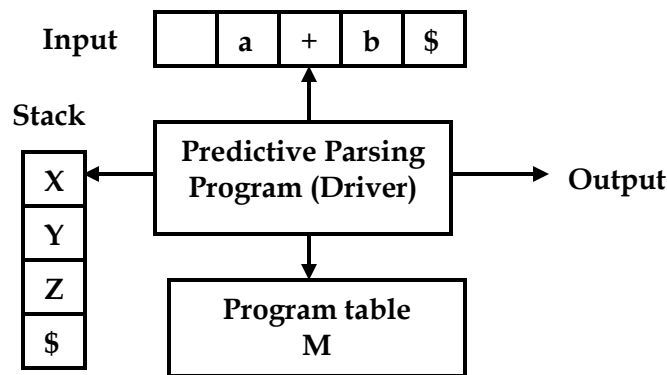 Input a + b $
Stack
X
Y
Z
$
Predictive Parsing
Program (Driver)
Output
Program table
M